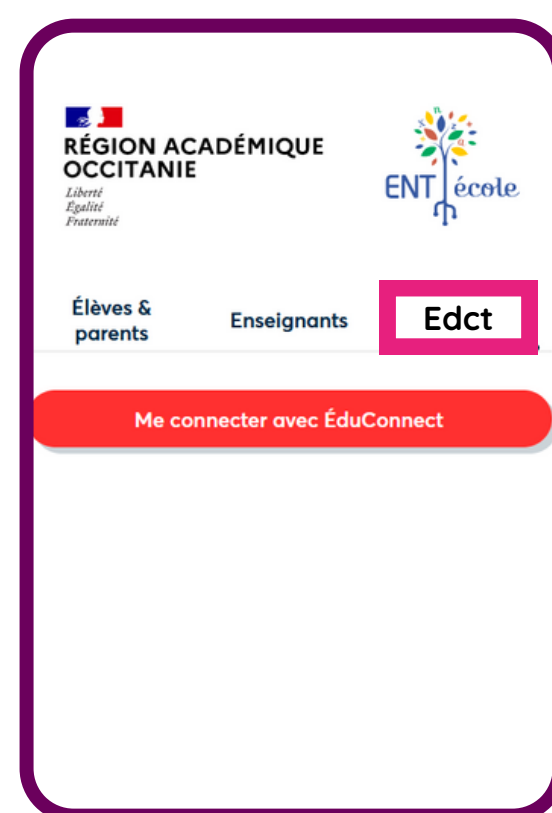 RÉGION ACADÉMIQUE
OCCITANIE
Liberté
Égalité
Fraternité
ENT école
Élèves &
parents
Enseignants
Edct
Me connecter avec ÉduConnect